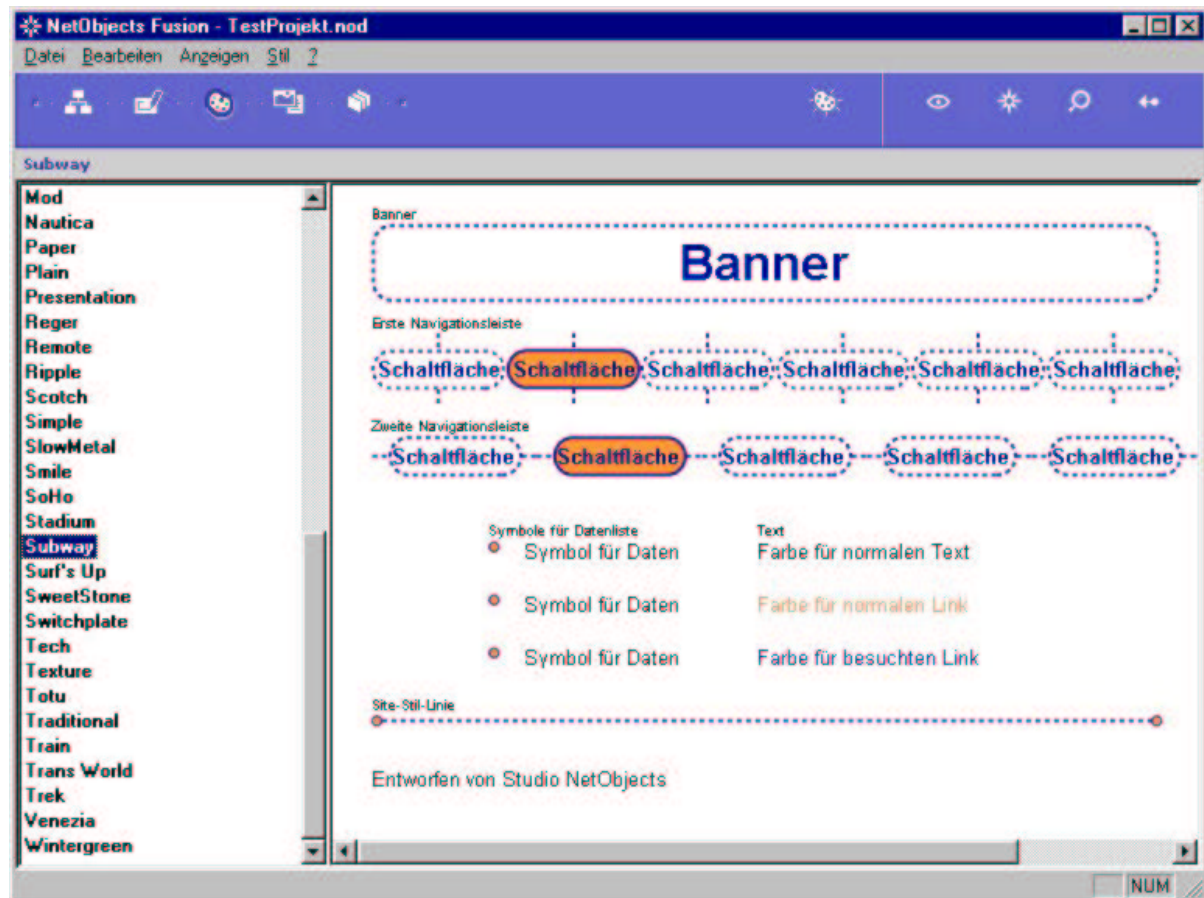 NetObjects Fusion - TestProjekt.nod
Datei Bearbeiten Anzeigen Stil ?
Subway
Mod
Nautica
Paper
Plain
Presentation
Reger
Remote
Ripple
Scotch
Simple
SlowMetal
Smile
SoHo
Stadium
Subway
Surf's Up
SweetStone
Switchplate
Tech
Texture
Totu
Traditional
Train
Trans World
Trek
Venezia
Wintergreen
Banner
Banner
Erste Navigationsleiste
Schaltfläche Schaltfläche Schaltfläche Schaltfläche Schaltfläche Schaltfläche
Zweite Navigationsleiste
Schaltfläche Schaltfläche Schaltfläche Schaltfläche Schaltfläche
Symbole für Datenliste Text
Symbol für Daten Farbe für normalen Text
Symbol für Daten Farbe für normalen Link
Symbol für Daten Farbe für besuchten Link
Site-Stil-Linie
Entworfen von Studio NetObjects
NUM